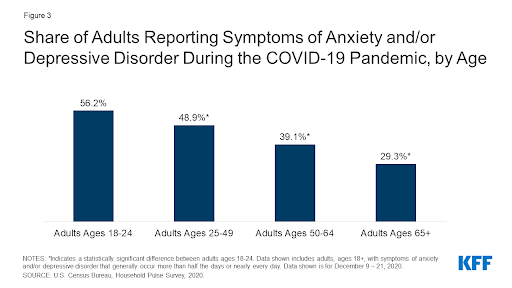 Figure 3
Share of Adults Reporting Symptoms of Anxiety and/or
Depressive Disorder During the COVID-19 Pandemic, by Age
56.2%
48.9%*
39.1%*
29.3%*
Adults Ages 18-24
Adults Ages 25-49
Adults Ages 50-64
Adults Ages 65+
NOTES: *Indicates a statistically significant difference between adults ages 18-24. Data shown includes adults, ages 18+, with symptoms of anxiety
and/or depressive disorder that generally occur more than half the days or nearly every day. Data shown is for December 9 – 21, 2020.
SOURCE: U.S. Census Bureau, Household Pulse Survey, 2020.
KFF